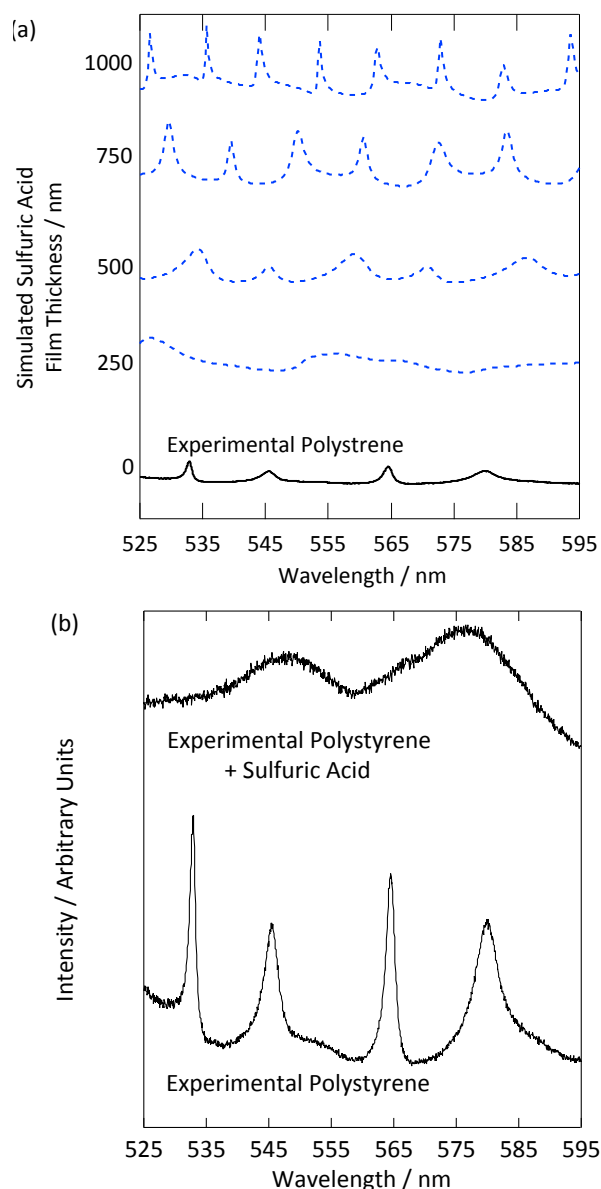 (a)
Simulated Sulfuric Acid
Film Thickness / nm
1000
750
500
250
0
Experimental Polystrene
525 535 545 555 565 575 585 595
Wavelength / nm
(b)
Intensity / Arbitrary Units
Experimental Polystyrene
+ Sulfuric Acid
Experimental Polystyrene
525 535 545 555 565 575 585 595
Wavelength / nm